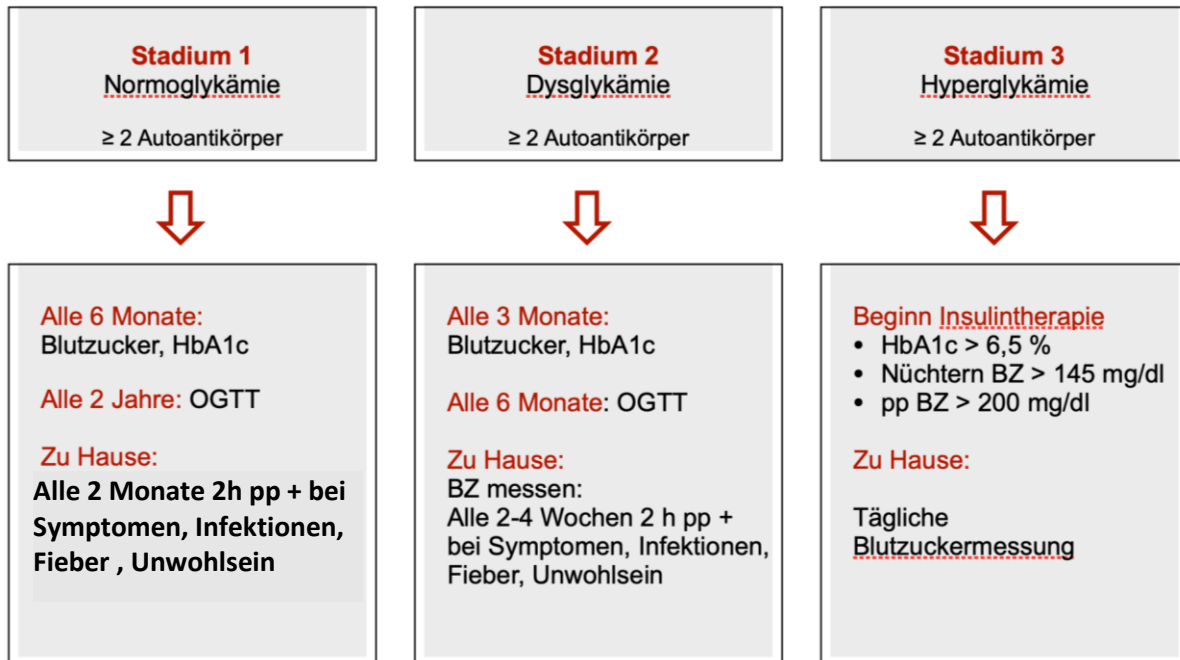 Stadium 1
Normoglykämie
≥ 2 Autoantikörper
Stadium 2
Dysglykämie
≥ 2 Autoantikörper
Stadium 3
Hyperglykämie
≥ 2 Autoantikörper
Alle 6 Monate:
Blutzucker, HbA1c
Alle 2 Jahre: OGTT
Zu Hause:
Alle 2 Monate 2h pp + bei
Symptomen, Infektionen,
Fieber , Unwohlsein
Alle 3 Monate:
Blutzucker, HbA1c
Alle 6 Monate: OGTT
Zu Hause:
BZ messen:
Alle 2-4 Wochen 2 h pp +
bei Symptomen, Infektionen,
Fieber, Unwohlsein
Beginn Insulintherapie
• HbA1c > 6,5 %
• Nüchtern BZ > 145 mg/dl
• pp BZ > 200 mg/dl
Zu Hause:
Tägliche
Blutzuckermessung